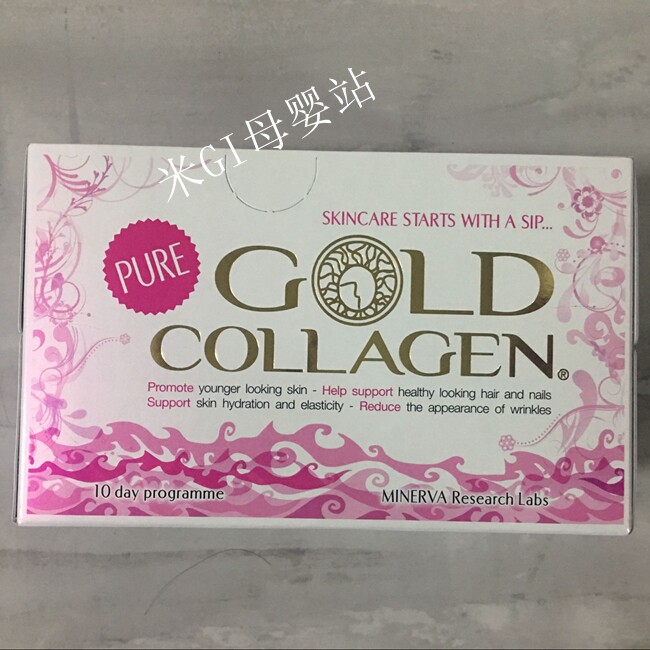 米GI母婴站
SKINCARE STARTS WITH A SIP...
PURE
GOLD
COLLAGEN®
Promote younger looking skin - Help support healthy looking hair and nails
Support skin hydration and elasticity - Reduce the appearance of wrinkles
10 day programme
MINERVA Research Labs